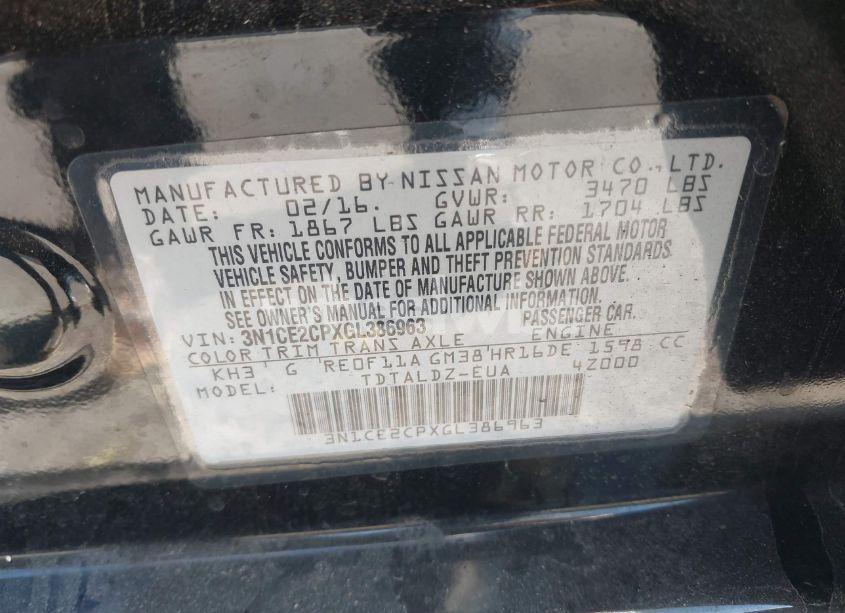 MANUFACTURED BY NISSAN MOTOR CO., LTD.
DATE: 02/16. GVWR: 3470 LBS
GAWR FR: 1867 LBS GAWR RR: 1704 LBS
THIS VEHICLE CONFORMS TO ALL APPLICABLE FEDERAL MOTOR
VEHICLE SAFETY, BUMPER AND THEFT PREVENTION STANDARDS
IN EFFECT ON THE DATE OF MANUFACTURE SHOWN ABOVE.
SEE OWNER'S MANUAL FOR ADDITIONAL INFORMATION.
VIN: 3N1CE2CPXGL386963 PASSENGER CAR.
COLOR TRIM TRANS AXLE ENGINE
KH3 G RE0F11A GM38 HR16DE 1598 CC
TDTALDZ-EUA 4Z000
MODEL:
3N1CE2CPXGL386963